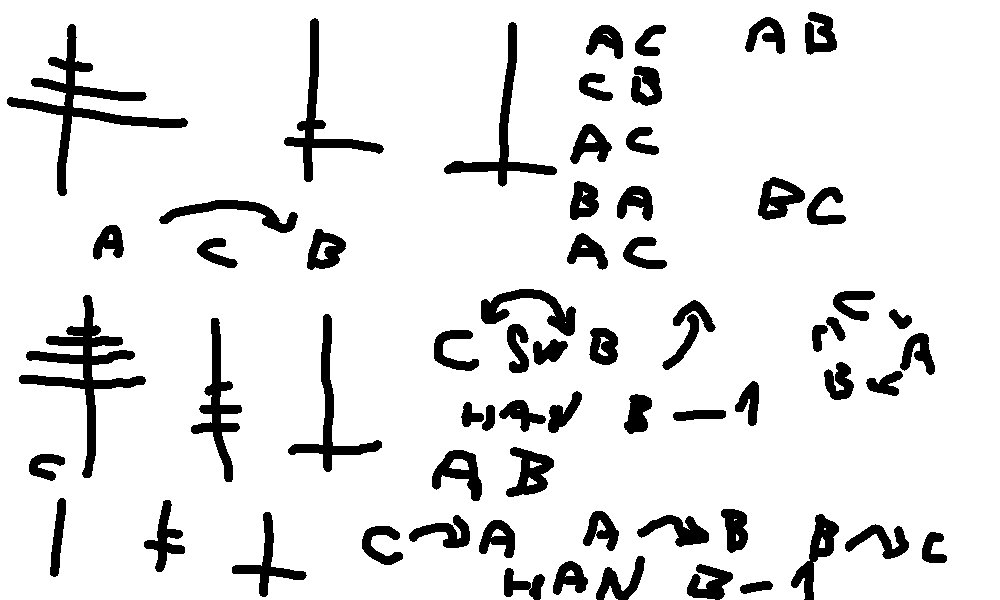 AC AB
CB
AC
BA BC
AC
A C B
C SW B
C A B
HAN B - 1
AB
C
C A A B B C
HAN B - 1